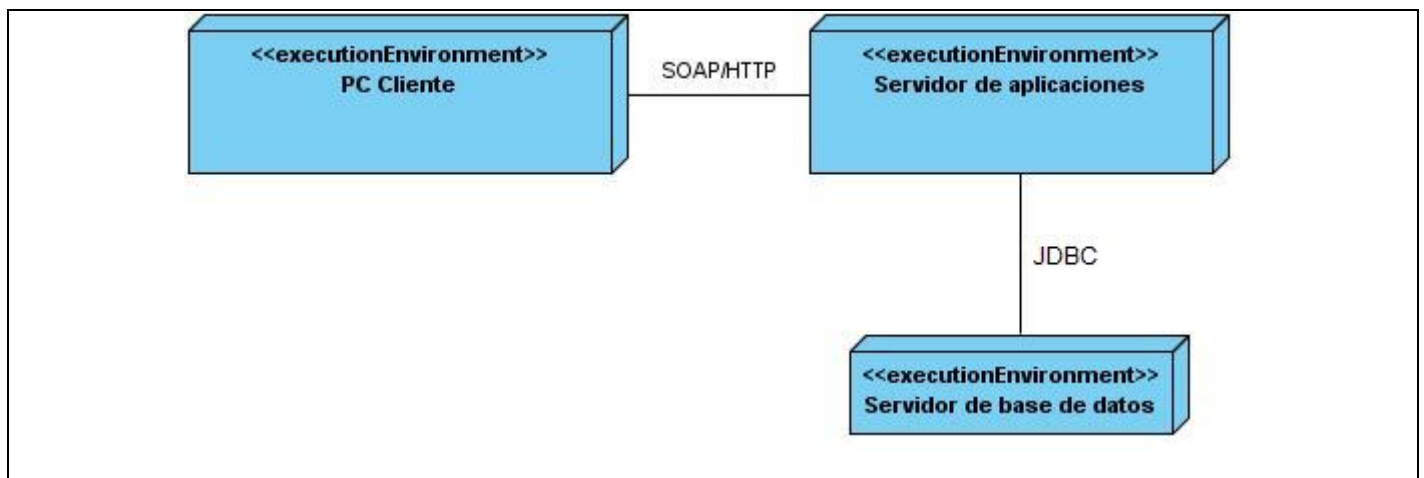 <<executionEnvironment>>
PC Cliente
SOAP/HTTP
<<executionEnvironment>>
Servidor de aplicaciones
JDBC
<<executionEnvironment>>
Servidor de base de datos